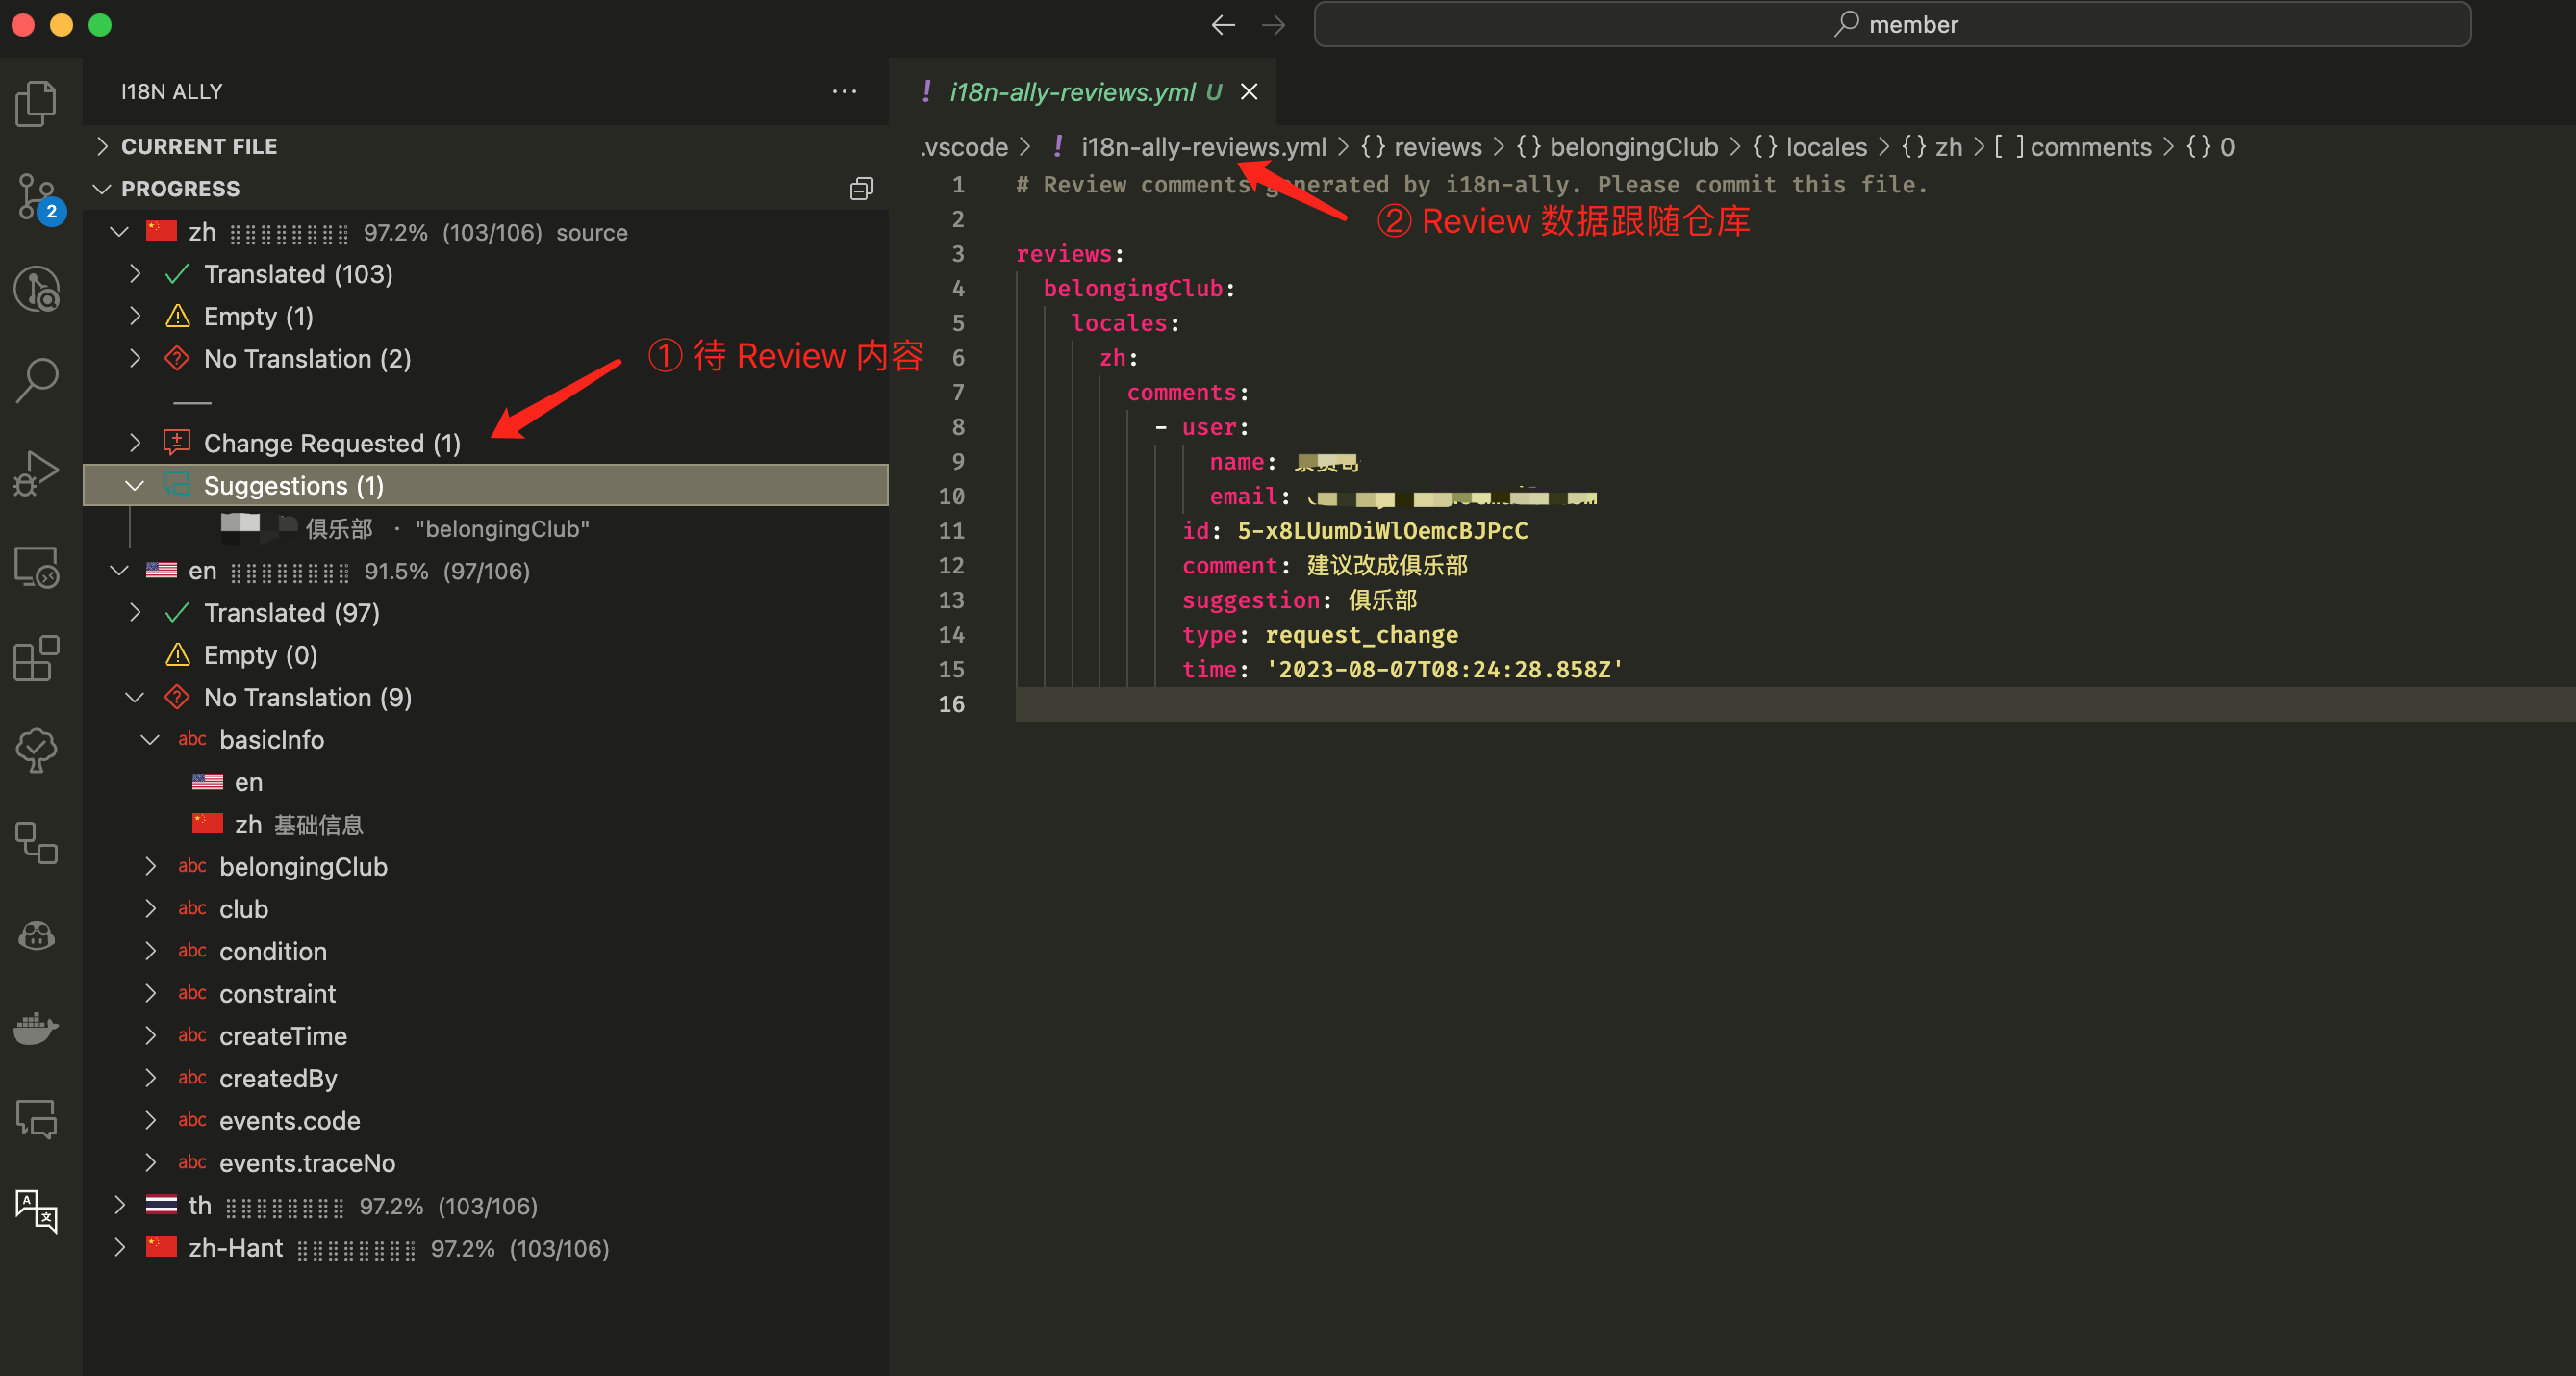 member
I18N ALLY
CURRENT FILE
PROGRESS
2
zh 97.2% (103/106) source
Translated (103)
Empty (1)
No Translation (2)
① 待 Review 内容
Change Requested (1)
Suggestions (1)
俱乐部 · "belongingClub"
en 91.5% (97/106)
Translated (97)
Empty (0)
No Translation (9)
abc basicInfo
en
zh 基础信息
abc belongingClub
abc club
abc condition
abc constraint
abc createTime
abc createdBy
abc events.code
abc events.traceNo
th 97.2% (103/106)
zh-Hant 97.2% (103/106)
! i18n-ally-reviews.yml U
.vscode > ! i18n-ally-reviews.yml > {} reviews > {} belongingClub > {} locales > {} zh > [ ] comments > {} 0
1 # Review comments generated by i18n-ally. Please commit this file.
② Review 数据跟随仓库
2
3 reviews:
4 belongingClub:
5 locales:
6 zh:
7 comments:
8 - user:
9 name:
10 email:
11 id: 5-x8LUumDiWlOemcBJPcC
12 comment: 建议改成俱乐部
13 suggestion: 俱乐部
14 type: request_change
15 time: '2023-08-07T08:24:28.858Z'
16